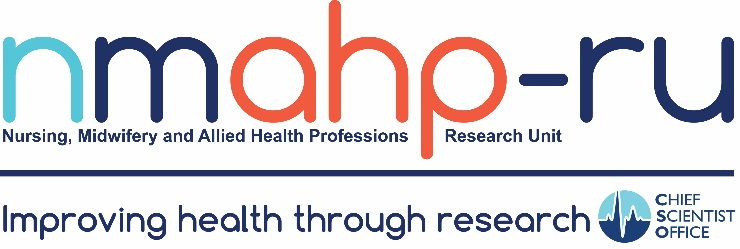 nmahp-ru
Nursing, Midwifery and Allied Health Professions Research Unit
Improving health through research
CHIEF
SCIENTIST
OFFICE